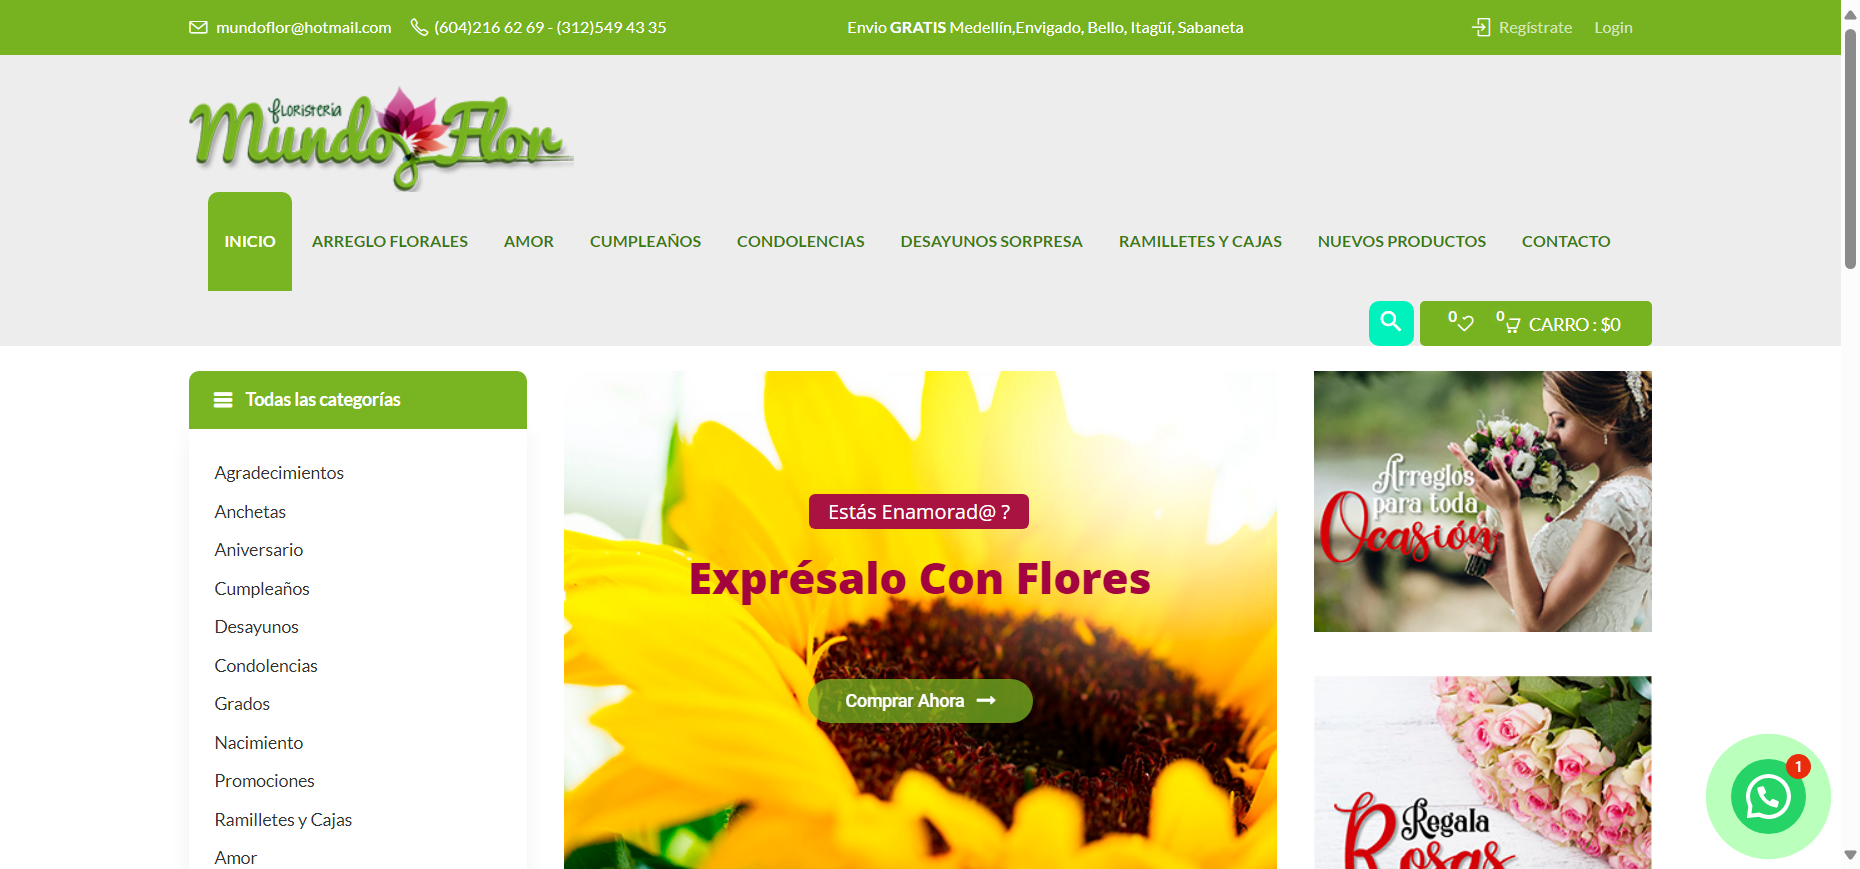 mundoflor@hotmail.com
(604)216 62 69 - (312)549 43 35
Envio GRATIS Medellín,Envigado, Bello, Itagüí, Sabaneta
Regístrate
Login
floristeria
Mundo Flor
INICIO
ARREGLO FLORALES
AMOR
CUMPLEAÑOS
CONDOLENCIAS
DESAYUNOS SORPRESA
RAMILLETES Y CAJAS
NUEVOS PRODUCTOS
CONTACTO
0
0
CARRO : $0
Todas las categorías
Agradecimientos
Anchetas
Aniversario
Cumpleaños
Desayunos
Condolencias
Grados
Nacimiento
Promociones
Ramilletes y Cajas
Amor
Estás Enamorad@ ?
Exprésalo Con Flores
Comprar Ahora
Arreglos
para toda
Ocasión
Regala
Rosas
1